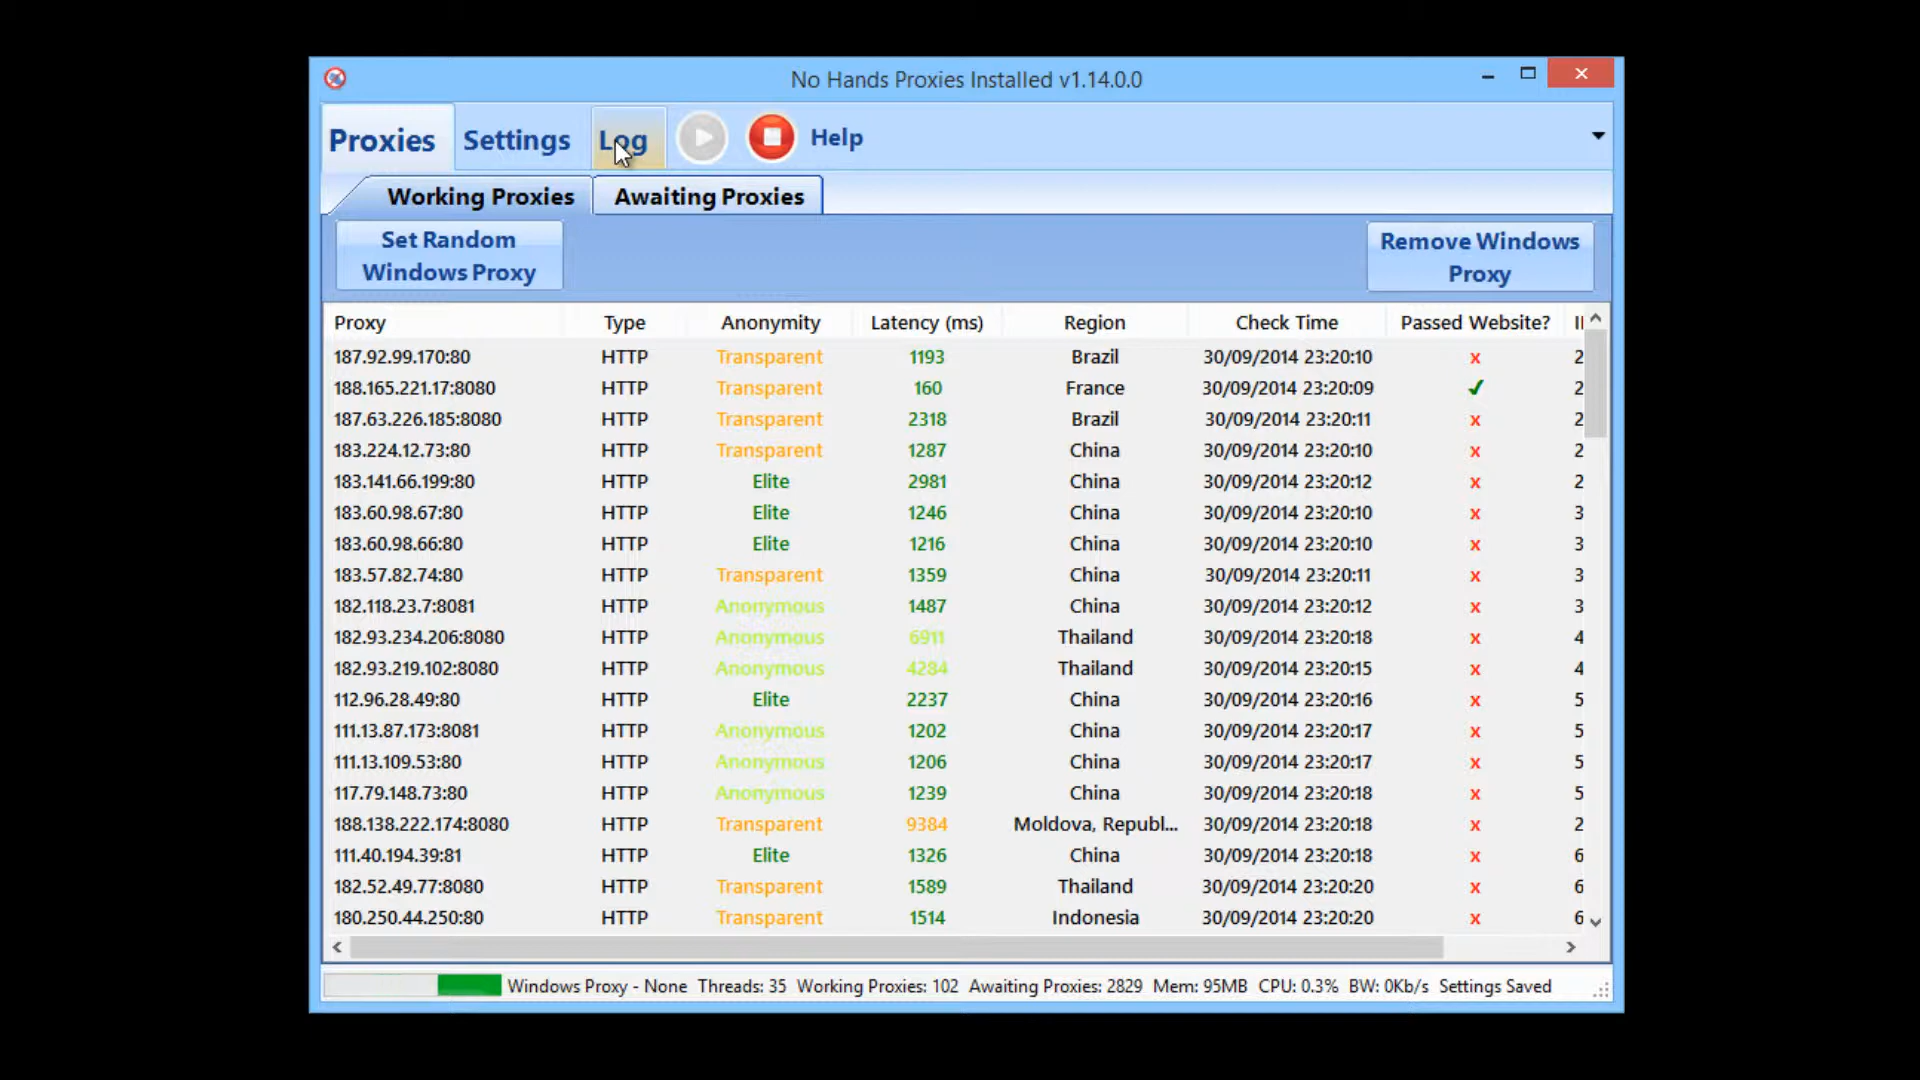 No Hands Proxies Installed v1.14.0.0
Proxies Settings Log Help
Working Proxies Awaiting Proxies
Set Random Windows Proxy
Remove Windows Proxy
Proxy Type Anonymity Latency (ms) Region Check Time Passed Website?
187.92.99.170:80 HTTP Transparent 1193 Brazil 30/09/2014 23:20:10 x 2
188.165.221.17:8080 HTTP Transparent 160 France 30/09/2014 23:20:09 ✓ 2
187.63.226.185:8080 HTTP Transparent 2318 Brazil 30/09/2014 23:20:11 x 2
183.224.12.73:80 HTTP Transparent 1287 China 30/09/2014 23:20:10 x 2
183.141.66.199:80 HTTP Elite 2981 China 30/09/2014 23:20:12 x 2
183.60.98.67:80 HTTP Elite 1246 China 30/09/2014 23:20:10 x 3
183.60.98.66:80 HTTP Elite 1216 China 30/09/2014 23:20:10 x 3
183.57.82.74:80 HTTP Transparent 1359 China 30/09/2014 23:20:11 x 3
182.118.23.7:8081 HTTP Anonymous 1487 China 30/09/2014 23:20:12 x 3
182.93.234.206:8080 HTTP Anonymous 6911 Thailand 30/09/2014 23:20:18 x 4
182.93.219.102:8080 HTTP Anonymous 4284 Thailand 30/09/2014 23:20:15 x 4
112.96.28.49:80 HTTP Elite 2237 China 30/09/2014 23:20:16 x 5
111.13.87.173:8081 HTTP Anonymous 1202 China 30/09/2014 23:20:17 x 5
111.13.109.53:80 HTTP Anonymous 1206 China 30/09/2014 23:20:17 x 5
117.79.148.73:80 HTTP Anonymous 1239 China 30/09/2014 23:20:18 x 5
188.138.222.174:8080 HTTP Transparent 9384 Moldova, Republ... 30/09/2014 23:20:18 x 2
111.40.194.39:81 HTTP Elite 1326 China 30/09/2014 23:20:18 x 6
182.52.49.77:8080 HTTP Transparent 1589 Thailand 30/09/2014 23:20:20 x 6
180.250.44.250:80 HTTP Transparent 1514 Indonesia 30/09/2014 23:20:20 x 6
Windows Proxy - None Threads: 35 Working Proxies: 102 Awaiting Proxies: 2829 Mem: 95MB CPU: 0.3% BW: 0Kb/s Settings Saved